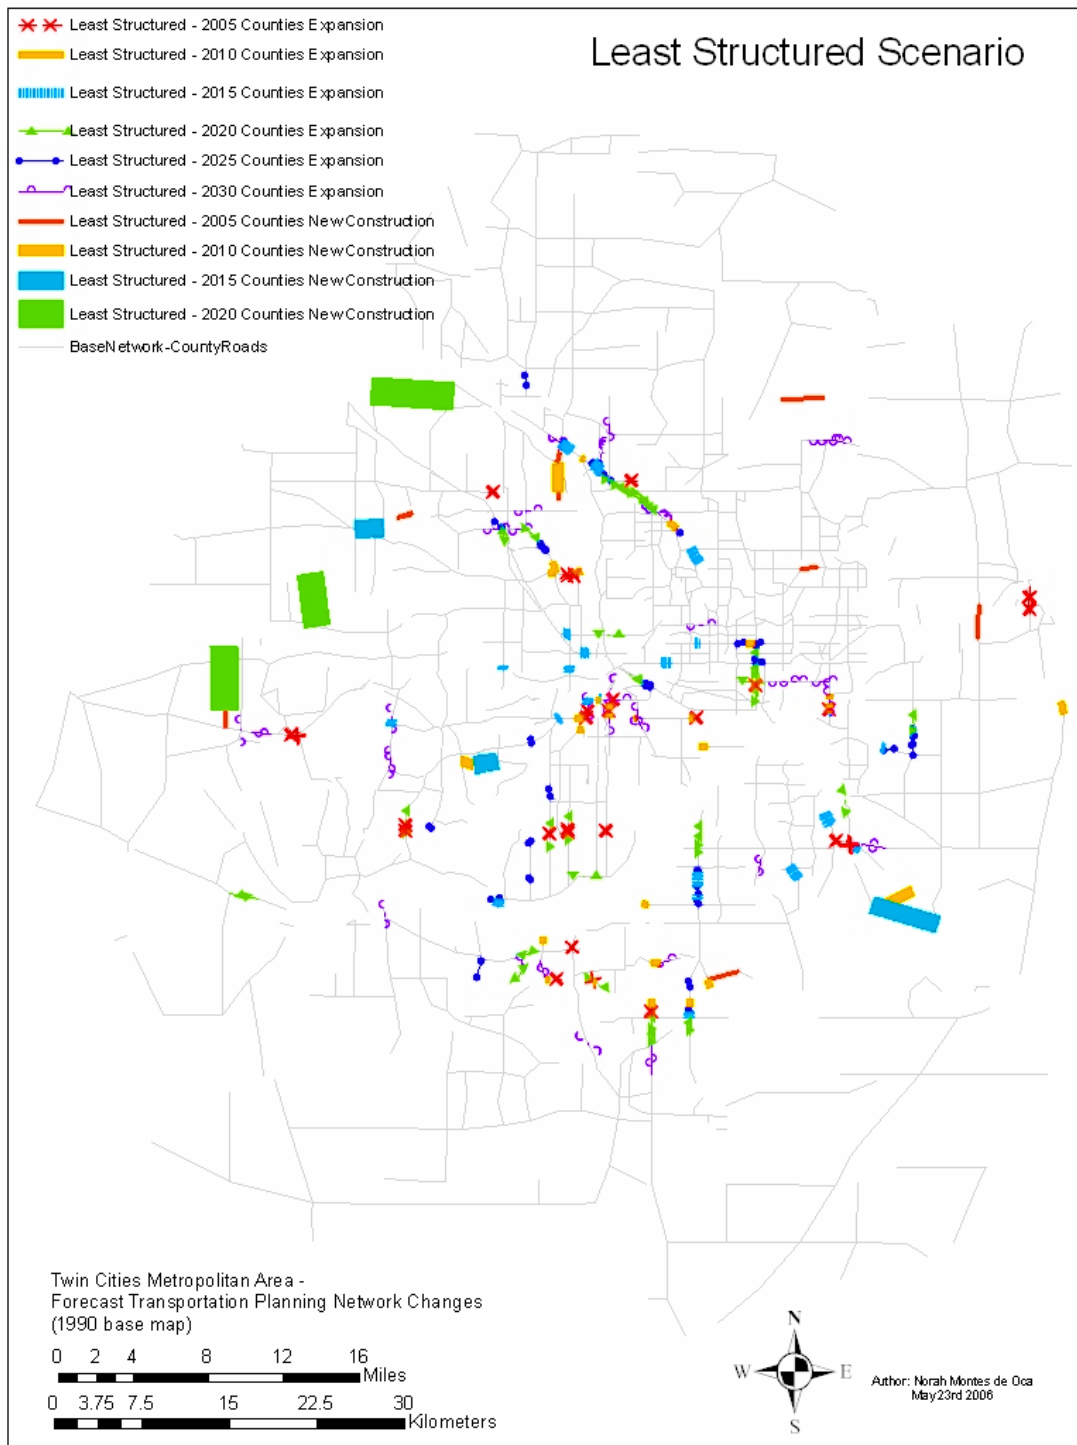 Least Structured - 2005 Counties Expansion
Least Structured - 2010 Counties Expansion
Least Structured - 2015 Counties Expansion
Least Structured - 2020 Counties Expansion
Least Structured - 2025 Counties Expansion
Least Structured - 2030 Counties Expansion
Least Structured - 2005 Counties New Construction
Least Structured - 2010 Counties New Construction
Least Structured - 2015 Counties New Construction
Least Structured - 2020 Counties New Construction
BaseNetwork-CountyRoads
Least Structured Scenario
Twin Cities Metropolitan Area -
Forecast Transportation Planning Network Changes
(1990 base map)
0 2 4 8 12 16
Miles
0 3.75 7.5 15 22.5 30
Kilometers
N
W E
S
Author: Norah Montes de Oca
May 23rd 2006